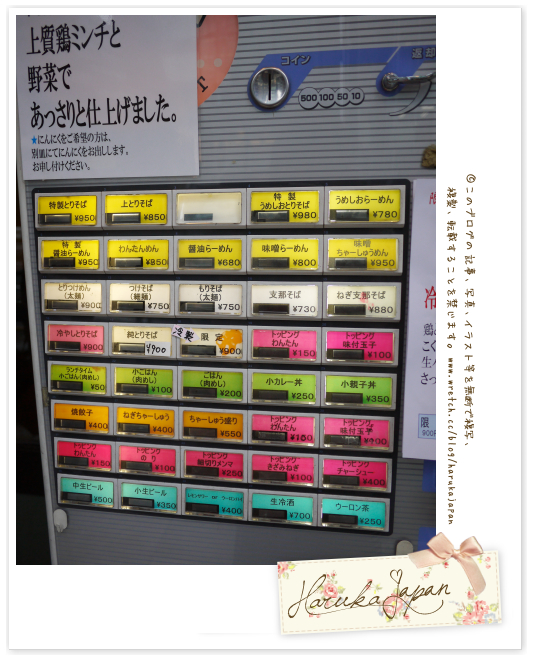 上質鶏ミンチと
野菜で
あっさりと仕上げました。
★にんにくをご希望の方は、
別皿にてにんにくをお出しします。
お申し付けください。
コイン
返却
500 100 50 10
特製とりそば ¥950
上とりそば ¥850
特製 うめしおとりそば ¥980
うめしおらーめん ¥780
特製 醤油らーめん ¥950
わんたんめん ¥850
醤油らーめん ¥680
味噌らーめん ¥800
味噌 ちゃーしゅうめん ¥950
とりつけめん (太麺) ¥900
つけそば (細麺) ¥750
もりそば (太麺) ¥750
支那そば ¥730
ねぎ支那そば ¥880
冷やしとりそば ¥900
純とりそば ¥900
冷製 限定 ¥900
トッピング わんたん ¥150
トッピング 味付玉子 ¥100
ランチタイム 小ごはん(肉めし) ¥50
小ごはん (肉めし) ¥100
ごはん (肉めし) ¥200
小カレー丼 ¥250
小親子丼 ¥350
焼餃子 ¥400
ねぎちゃーしゅう ¥400
ちゃーしゅう盛り ¥550
トッピング わんたん ¥150
トッピング 味付玉子 ¥100
トッピング わんたん ¥150
トッピング のり ¥100
トッピング 細切りメンマ ¥250
トッピング きざみねぎ ¥100
トッピング チャーシュー ¥400
中生ビール ¥500
小生ビール ¥350
レモンサワー ¥400
生冷酒 ¥700
ウーロン茶 ¥250
冷
限
©このブログの記事、写真、イラスト等を無断で複写、
複製、転載することを禁じます。 www.wretch.cc/blog/harukajapan
Haruka Japan